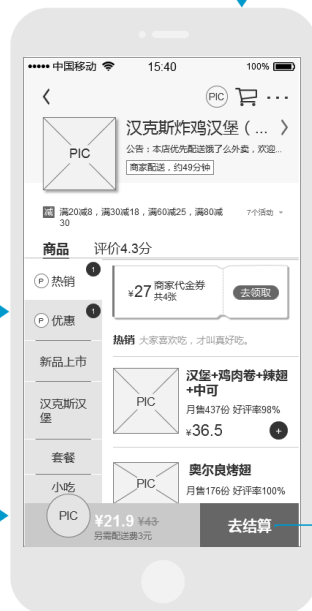 中国移动 15:40 100%
PIC
PIC
汉克斯炸鸡汉堡（... 
公告：本店优先配送饿了么外卖，欢迎...
商家配送，约49分钟
减 满20减8，满30减18，满60减25，满80减30 7个活动
商品 评价4.3分
P 热销 1
P 优惠 1
新品上市
汉克斯汉
堡
套餐
小吃
¥27 商家代金券
共4张
去领取
热销 大家喜欢吃，才叫真好吃。
PIC
汉堡+鸡肉卷+辣翅
+中可
月售437份 好评率98%
¥36.5 +
PIC
奥尔良烤翅
月售176份 好评率100%
PIC
¥21.9 ¥43
另需配送费3元
去结算